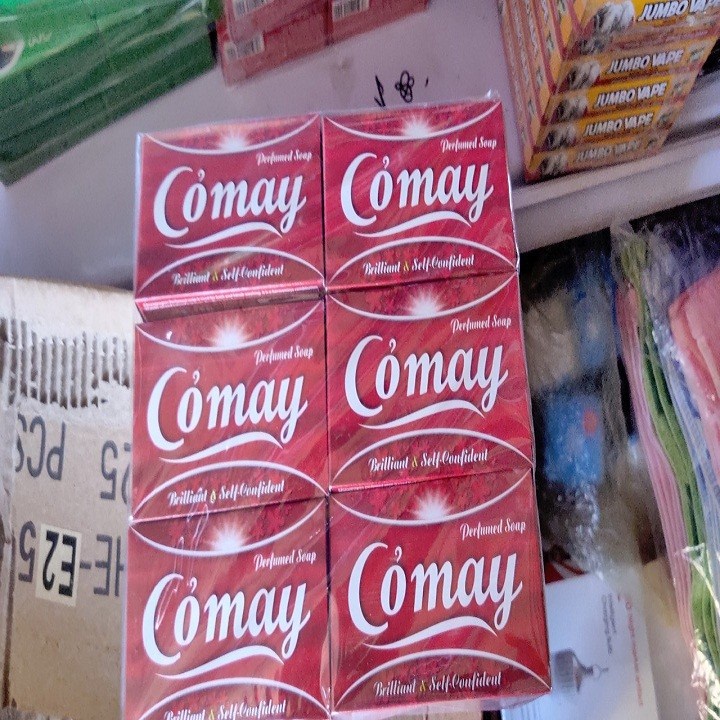 JUMBO VAPE
JUMBO VAPE
JUMBO VAPE
JUMBO VAPE
JUMBO VAPE
Perfumed Soap
Cỏmay
Brilliant & Self-Confident
Perfumed Soap
Cỏmay
Brilliant & Self-Confident
Perfumed Soap
Cỏmay
Brilliant & Self-Confident
Perfumed Soap
Cỏmay
Brilliant & Self-Confident
Perfumed Soap
Cỏmay
Brilliant & Self-Confident
Perfumed Soap
Cỏmay
Brilliant & Self-Confident
25 PCS
HE-E25